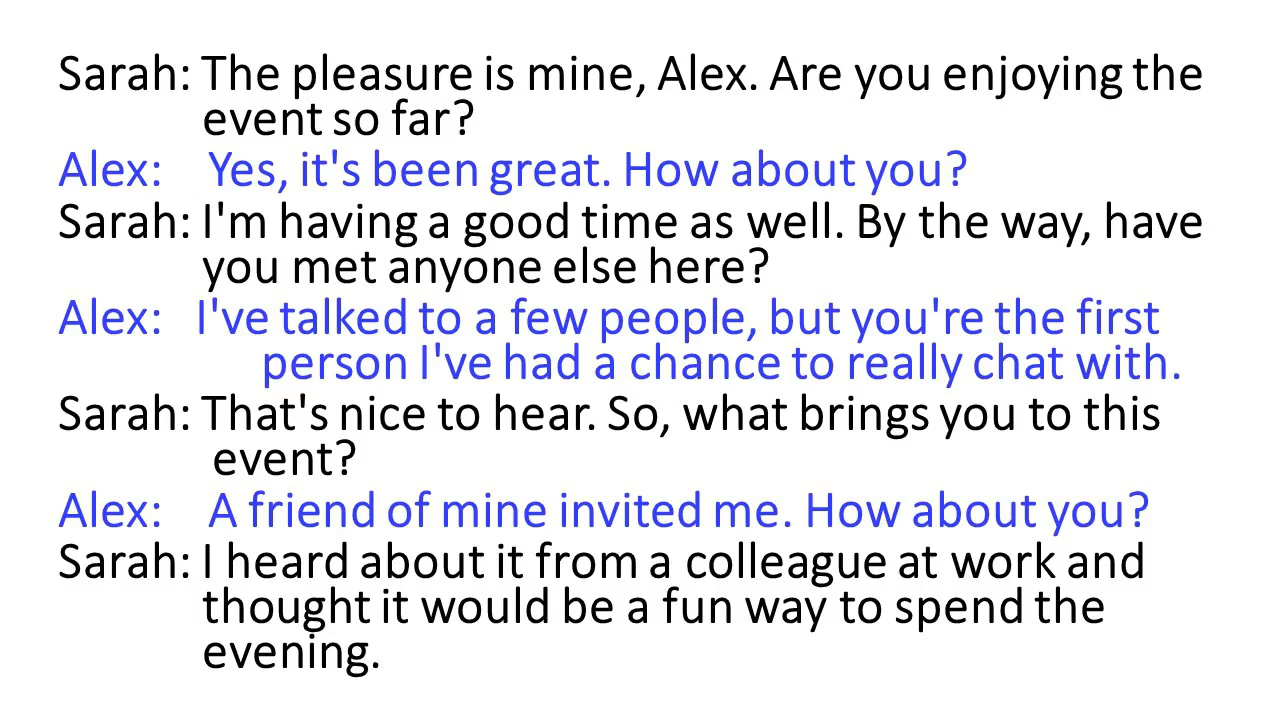 Sarah: The pleasure is mine, Alex. Are you enjoying the
event so far?
Alex: Yes, it's been great. How about you?
Sarah: I'm having a good time as well. By the way, have
you met anyone else here?
Alex: I've talked to a few people, but you're the first
person I've had a chance to really chat with.
Sarah: That's nice to hear. So, what brings you to this
event?
Alex: A friend of mine invited me. How about you?
Sarah: I heard about it from a colleague at work and
thought it would be a fun way to spend the
evening.